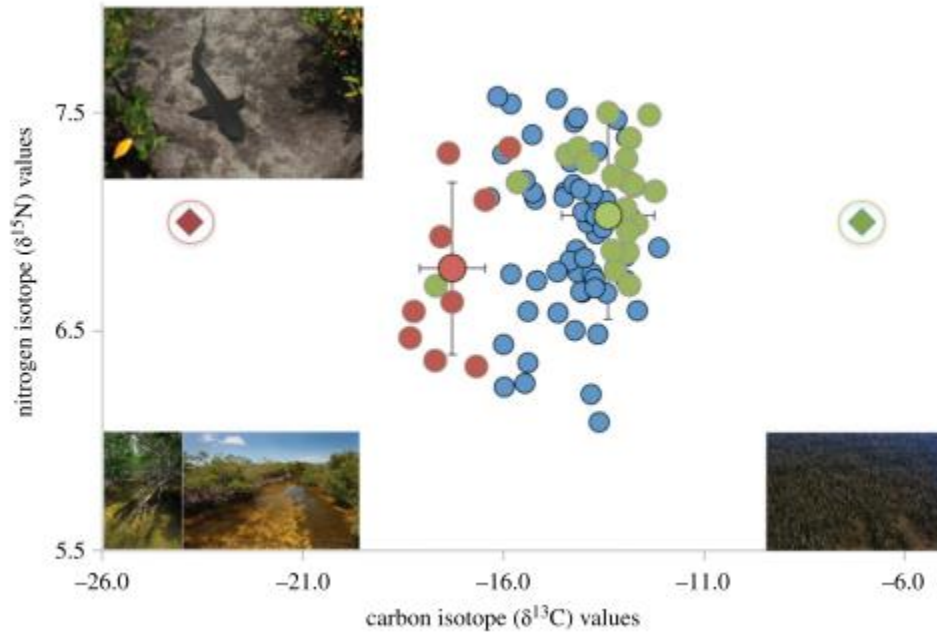 7.5
6.5
5.5
nitrogen isotope (δ15N) values
–26.0 –21.0 –16.0 –11.0 –6.0
carbon isotope (δ13C) values